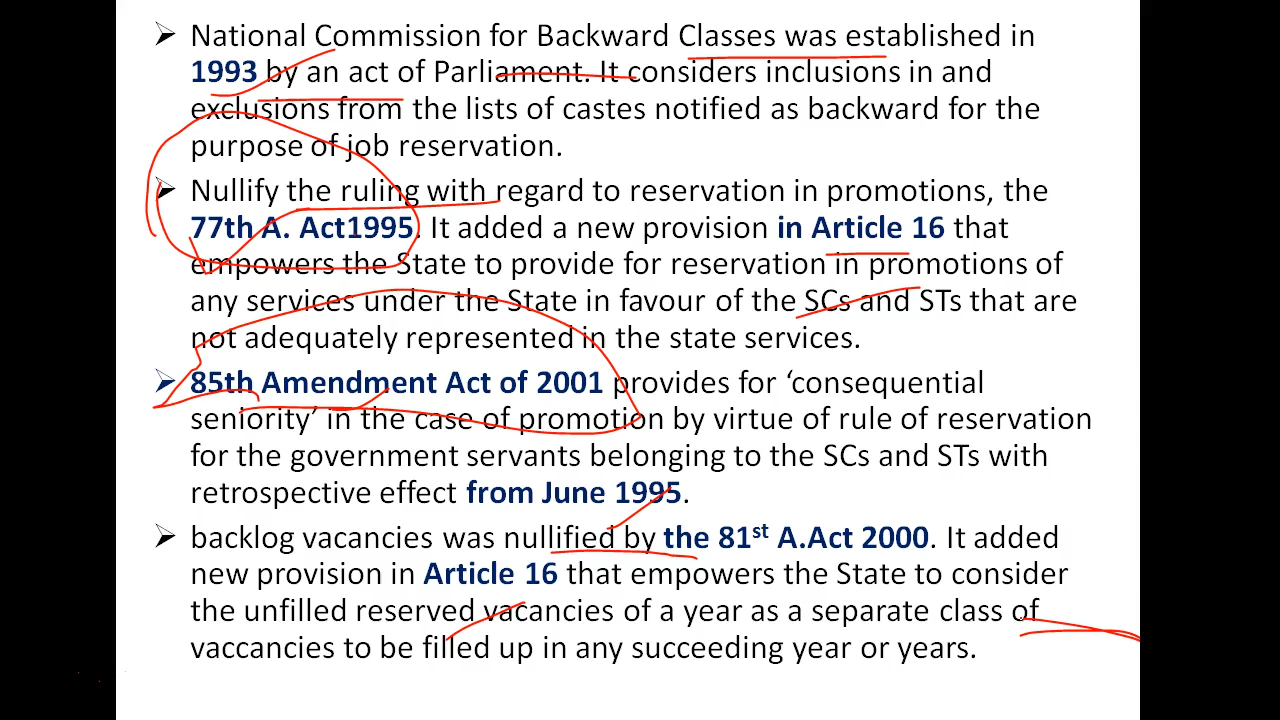 ➢ National Commission for Backward Classes was established in
1993 by an act of Parliament. It considers inclusions in and
exclusions from the lists of castes notified as backward for the
purpose of job reservation.
➢ Nullify the ruling with regard to reservation in promotions, the
77th A. Act1995. It added a new provision in Article 16 that
empowers the State to provide for reservation in promotions of
any services under the State in favour of the SCs and STs that are
not adequately represented in the state services.
➢ 85th Amendment Act of 2001 provides for ‘consequential
seniority’ in the case of promotion by virtue of rule of reservation
for the government servants belonging to the SCs and STs with
retrospective effect from June 1995.
➢ backlog vacancies was nullified by the 81st A.Act 2000. It added
new provision in Article 16 that empowers the State to consider
the unfilled reserved vacancies of a year as a separate class of
vaccancies to be filled up in any succeeding year or years.